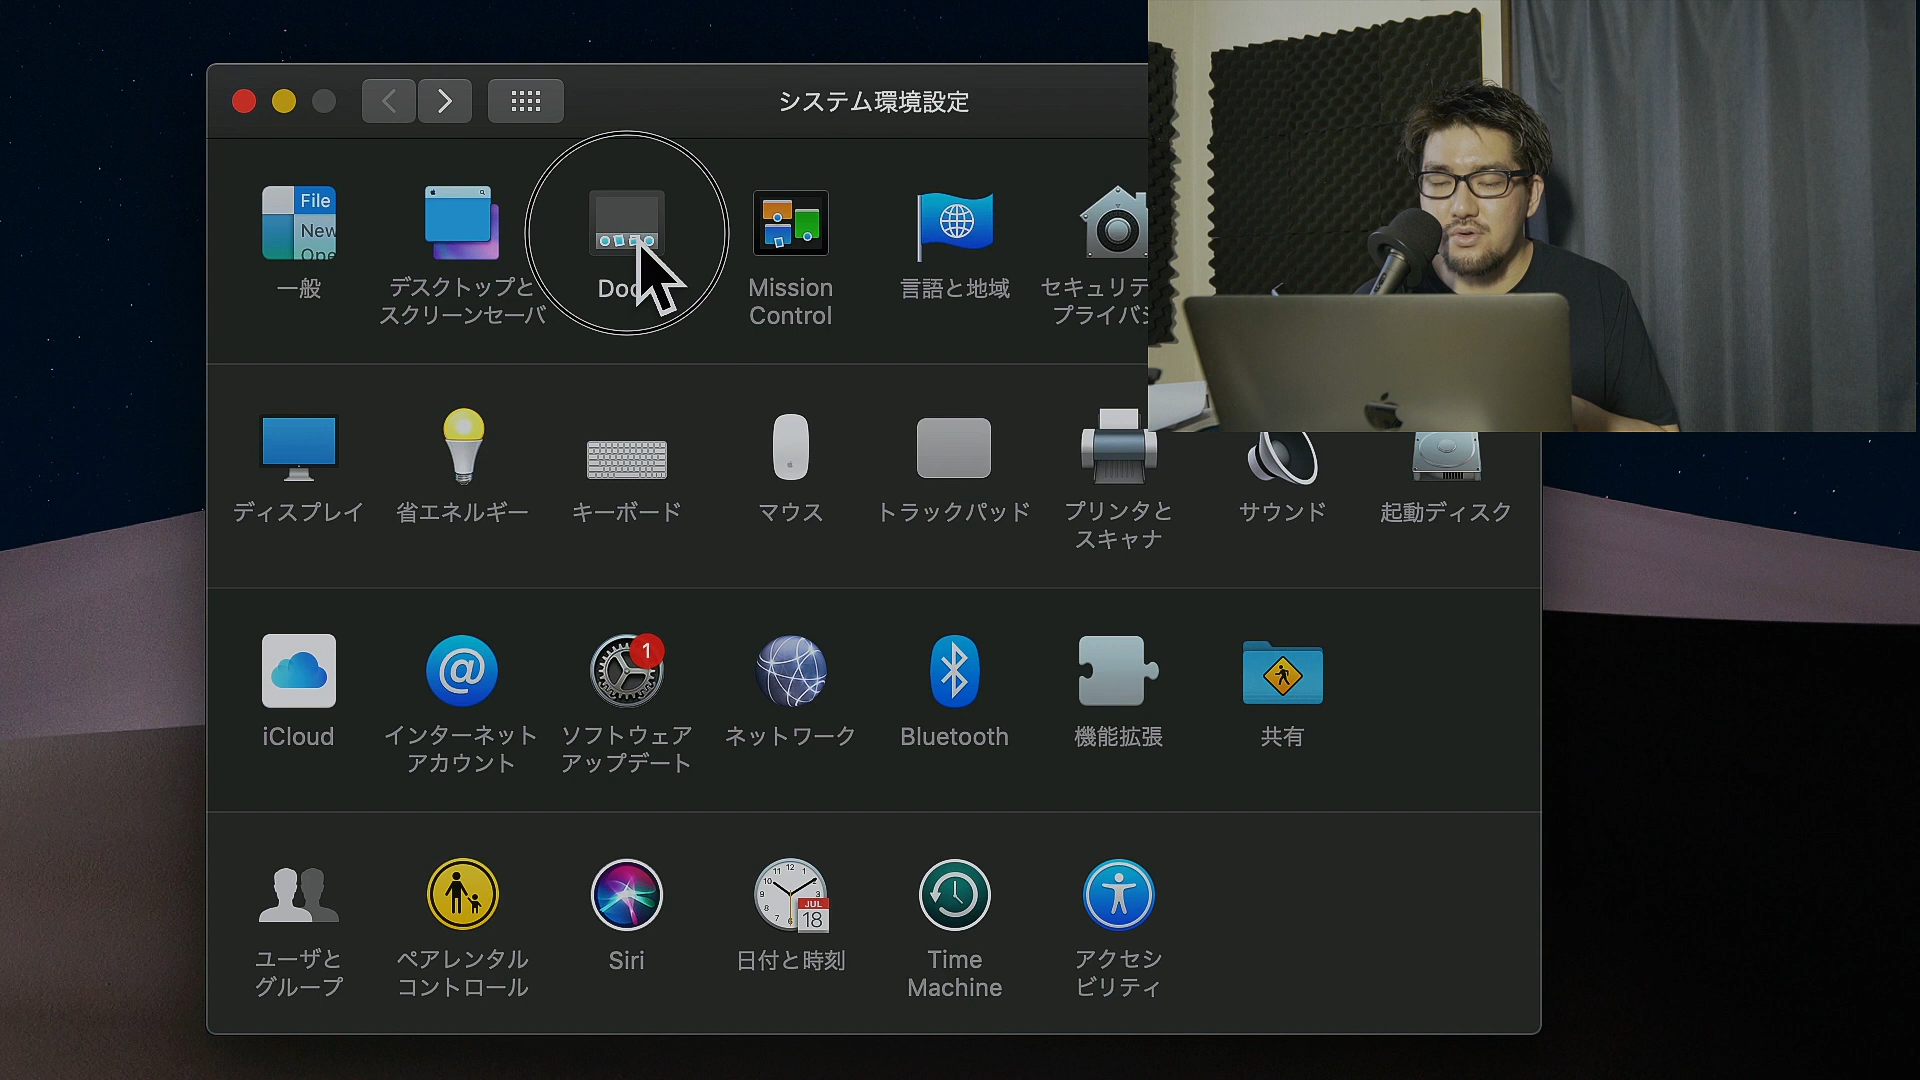 システム環境設定
File
New
Ope
一般
デスクトップと
スクリーンセーバ
Doc
Mission
Control
言語と地域
セキュリテ
プライバシ
ディスプレイ
省エネルギー
キーボード
マウス
トラックパッド
プリンタと
スキャナ
サウンド
起動ディスク
iCloud
インターネット
アカウント
1
ソフトウェア
アップデート
ネットワーク
Bluetooth
機能拡張
共有
ユーザと
グループ
ペアレンタル
コントロール
Siri
JUL
18
日付と時刻
Time
Machine
アクセシ
ビリティ